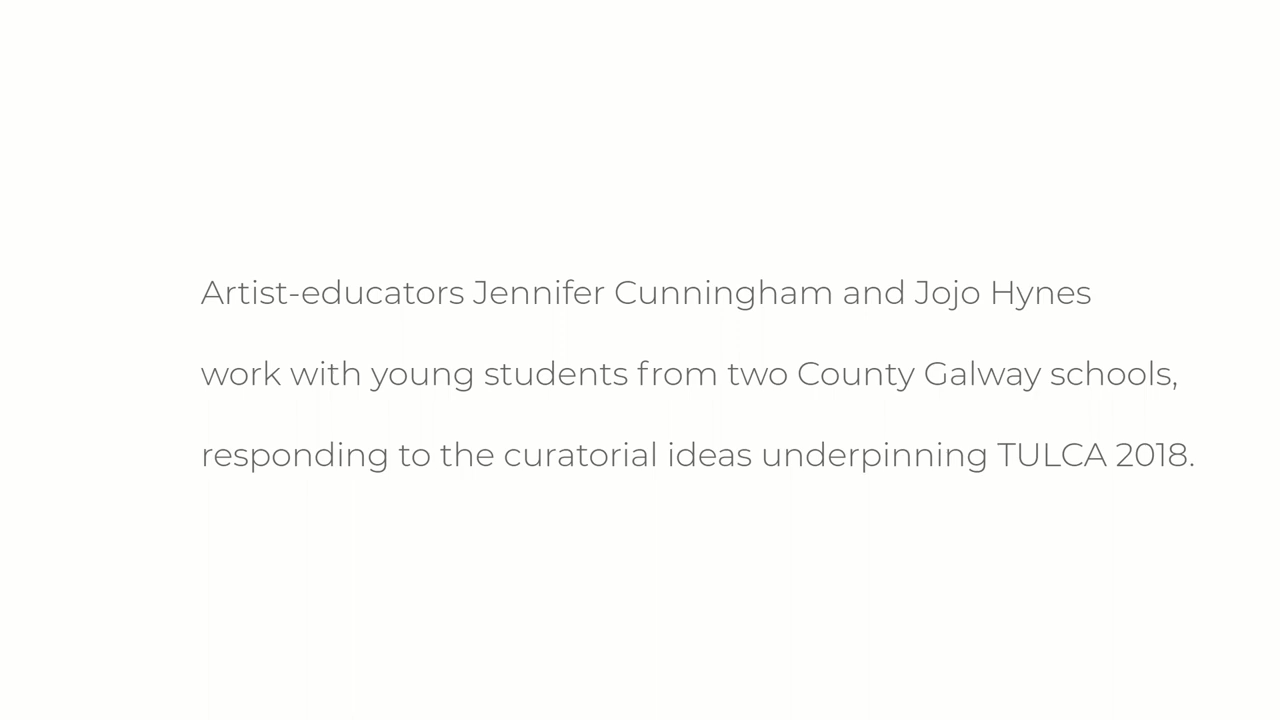 Artist-educators Jennifer Cunningham and Jojo Hynes
work with young students from two County Galway schools,
responding to the curatorial ideas underpinning TULCA 2018.